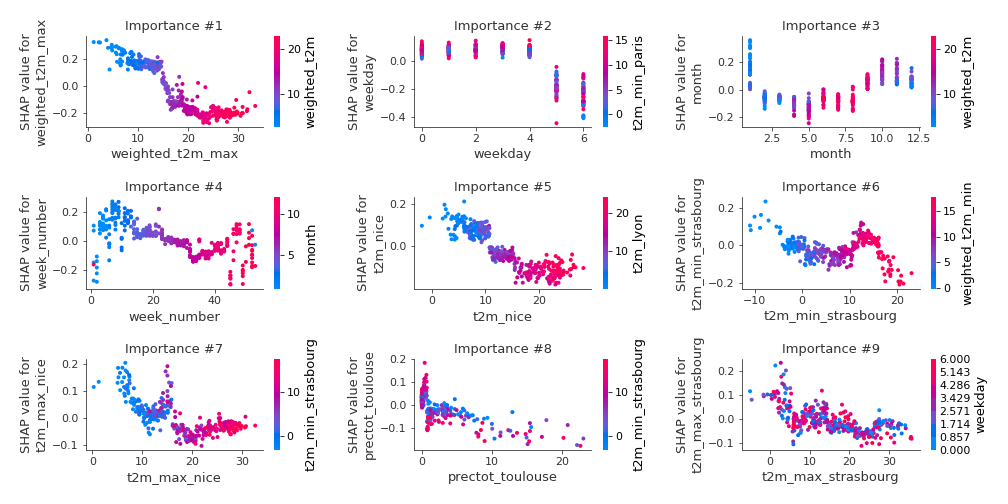 Importance #1
SHAP value for
weighted_t2m_max
0.2
0.0
−0.2
0
10
20
30
weighted_t2m_max
20
10
weighted_t2m
Importance #2
SHAP value for
weekday
0.0
−0.2
−0.4
0
2
4
6
weekday
15
10
5
0
t2m_min_paris
Importance #3
SHAP value for
month
0.2
0.0
−0.2
2.5
5.0
7.5
10.0
12.5
month
20
10
weighted_t2m
Importance #4
SHAP value for
week_number
0.2
0.0
−0.2
0
20
40
week_number
10
5
month
Importance #5
SHAP value for
t2m_nice
0.2
0.0
0
10
20
t2m_nice
20
10
t2m_lyon
Importance #6
SHAP value for
t2m_min_strasbourg
0.2
0.0
−0.2
−10
0
10
20
t2m_min_strasbourg
15
10
5
0
weighted_t2m_min
Importance #7
SHAP value for
t2m_max_nice
0.2
0.1
0.0
−0.1
0
10
20
30
t2m_max_nice
10
0
t2m_min_strasbourg
Importance #8
SHAP value for
prectot_toulouse
0.2
0.1
0.0
−0.1
0
10
20
prectot_toulouse
10
0
t2m_min_strasbourg
Importance #9
SHAP value for
t2m_max_strasbourg
0.2
0.1
0.0
−0.1
0
10
20
30
t2m_max_strasbourg
6.000
5.143
4.286
3.429
2.571
1.714
0.857
0.000
weekday